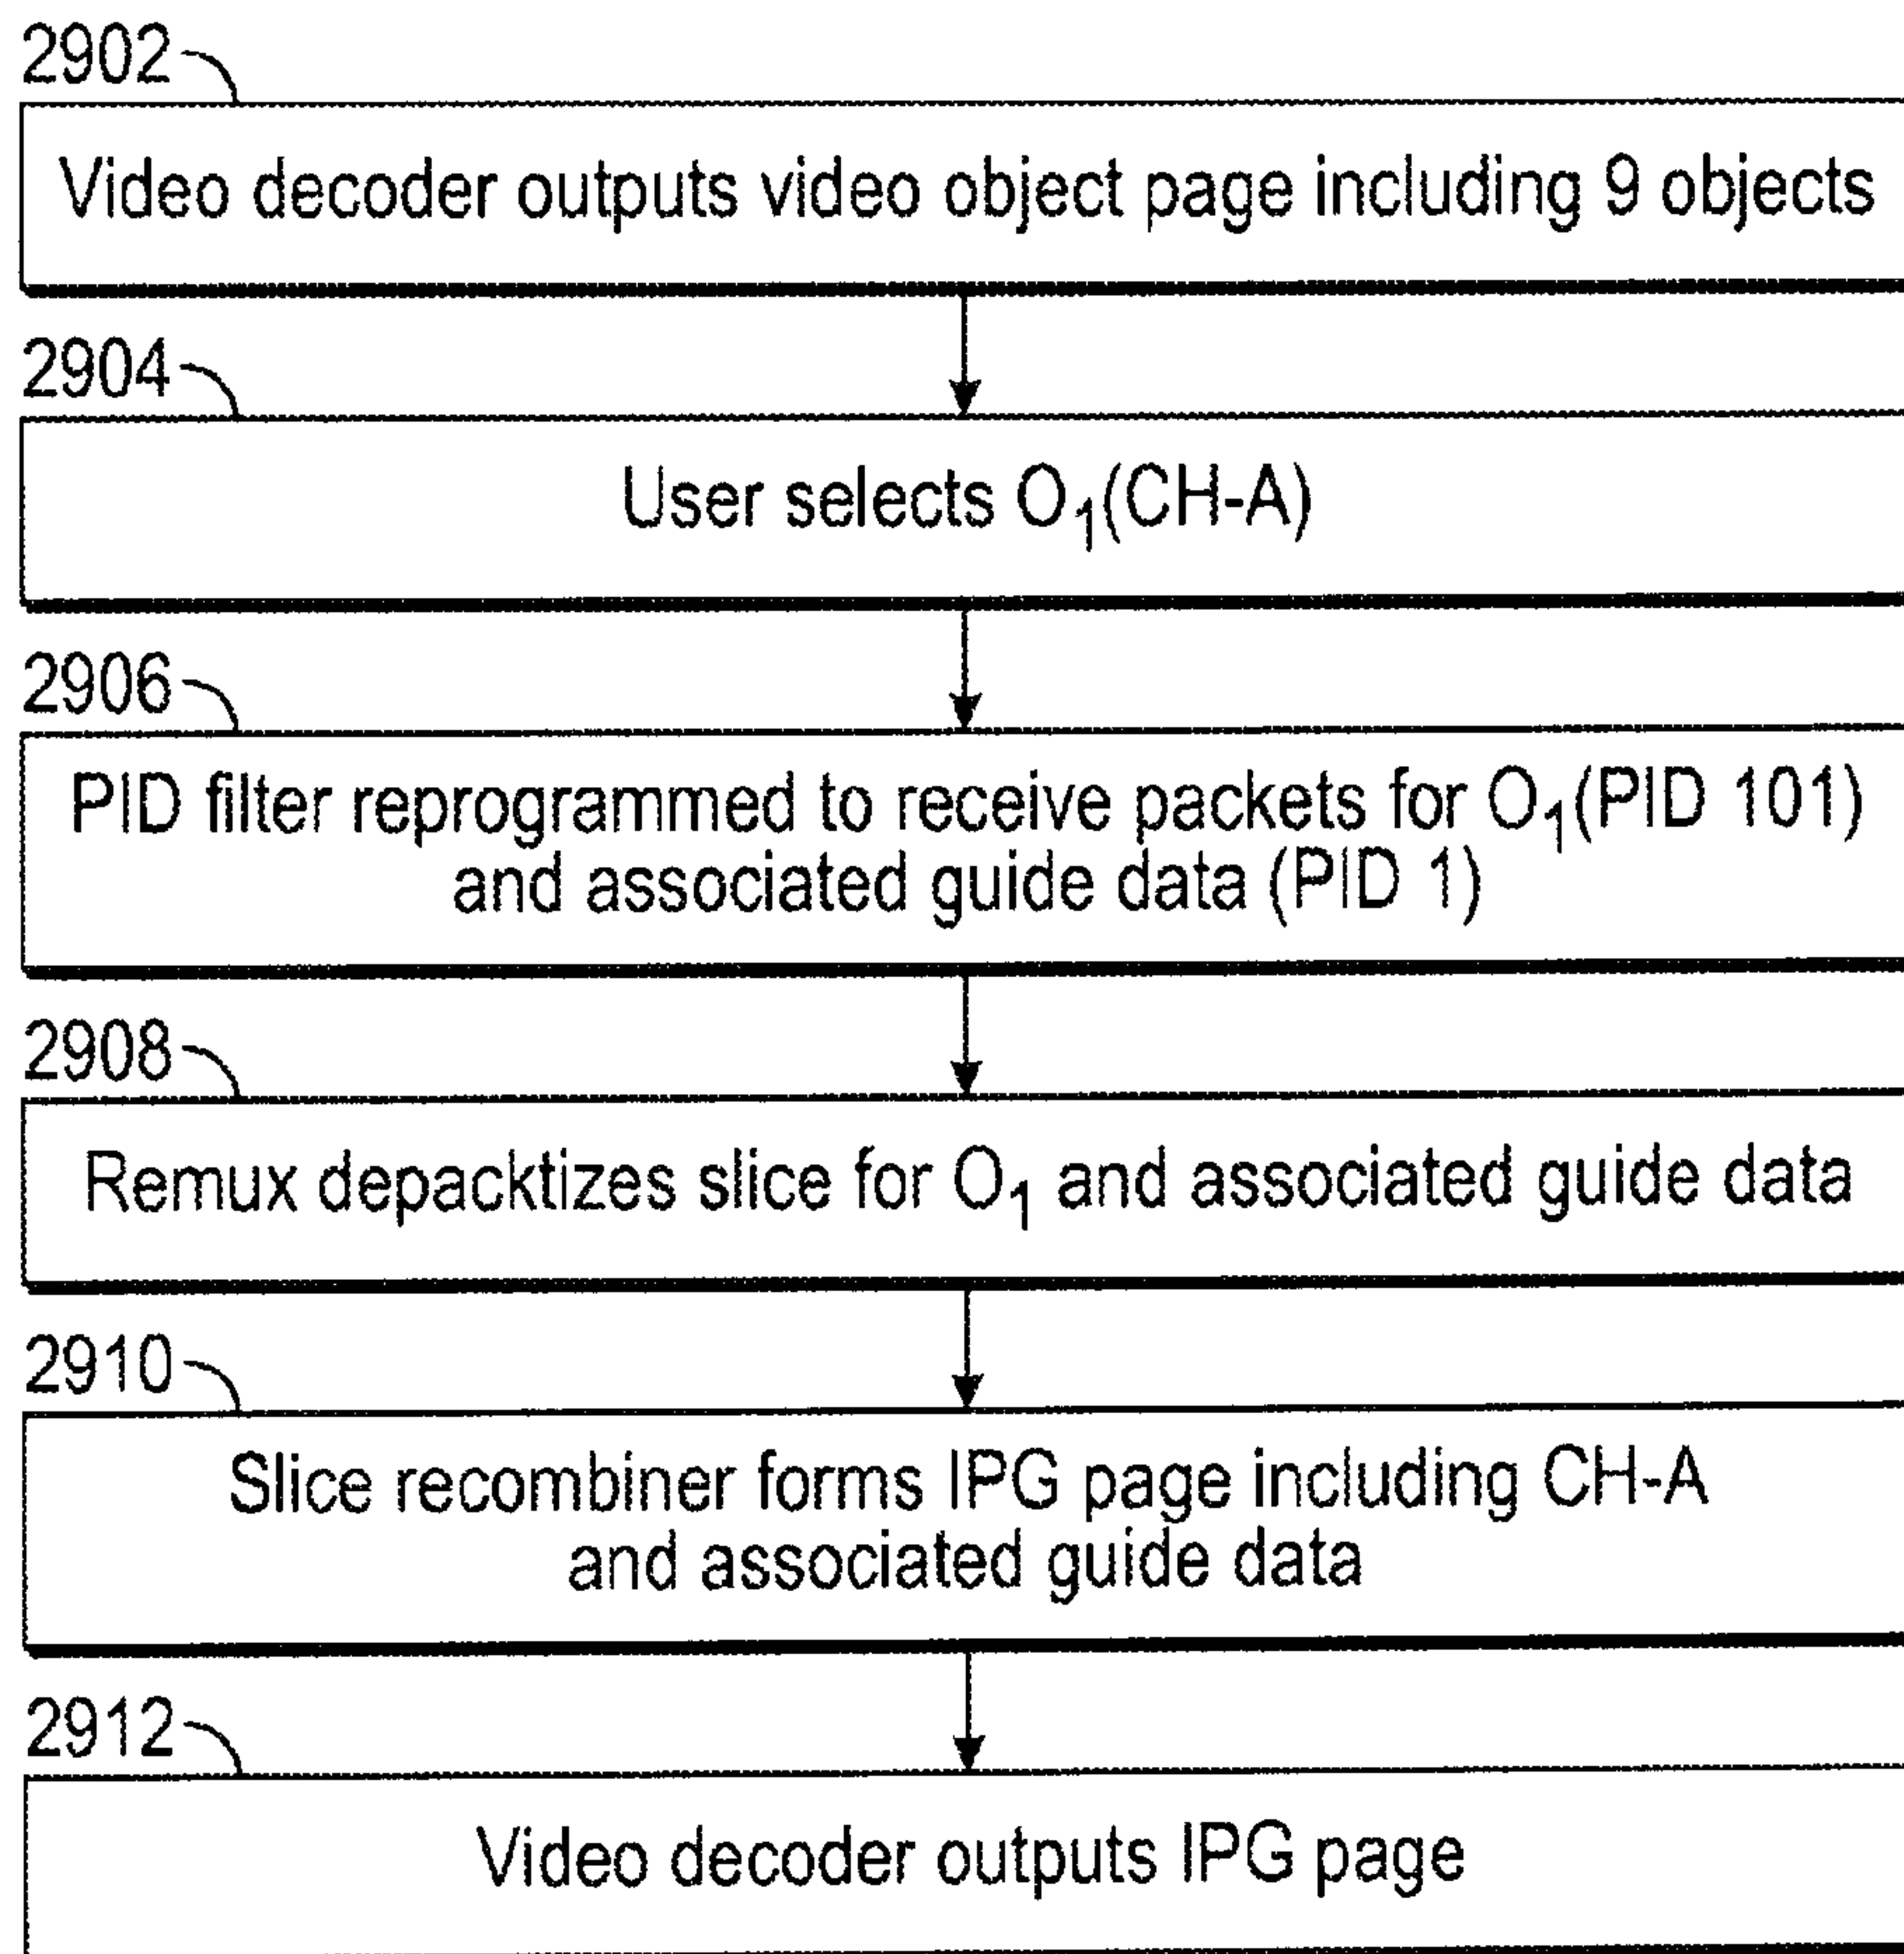 2902
Video decoder outputs video object page including 9 objects
2904
User selects O₁(CH-A)
2906
PID filter reprogrammed to receive packets for O₁(PID 101)
and associated guide data (PID 1)
2908
Remux depacktizes slice for O₁ and associated guide data
2910
Slice recombiner forms IPG page including CH-A
and associated guide data
2912
Video decoder outputs IPG page